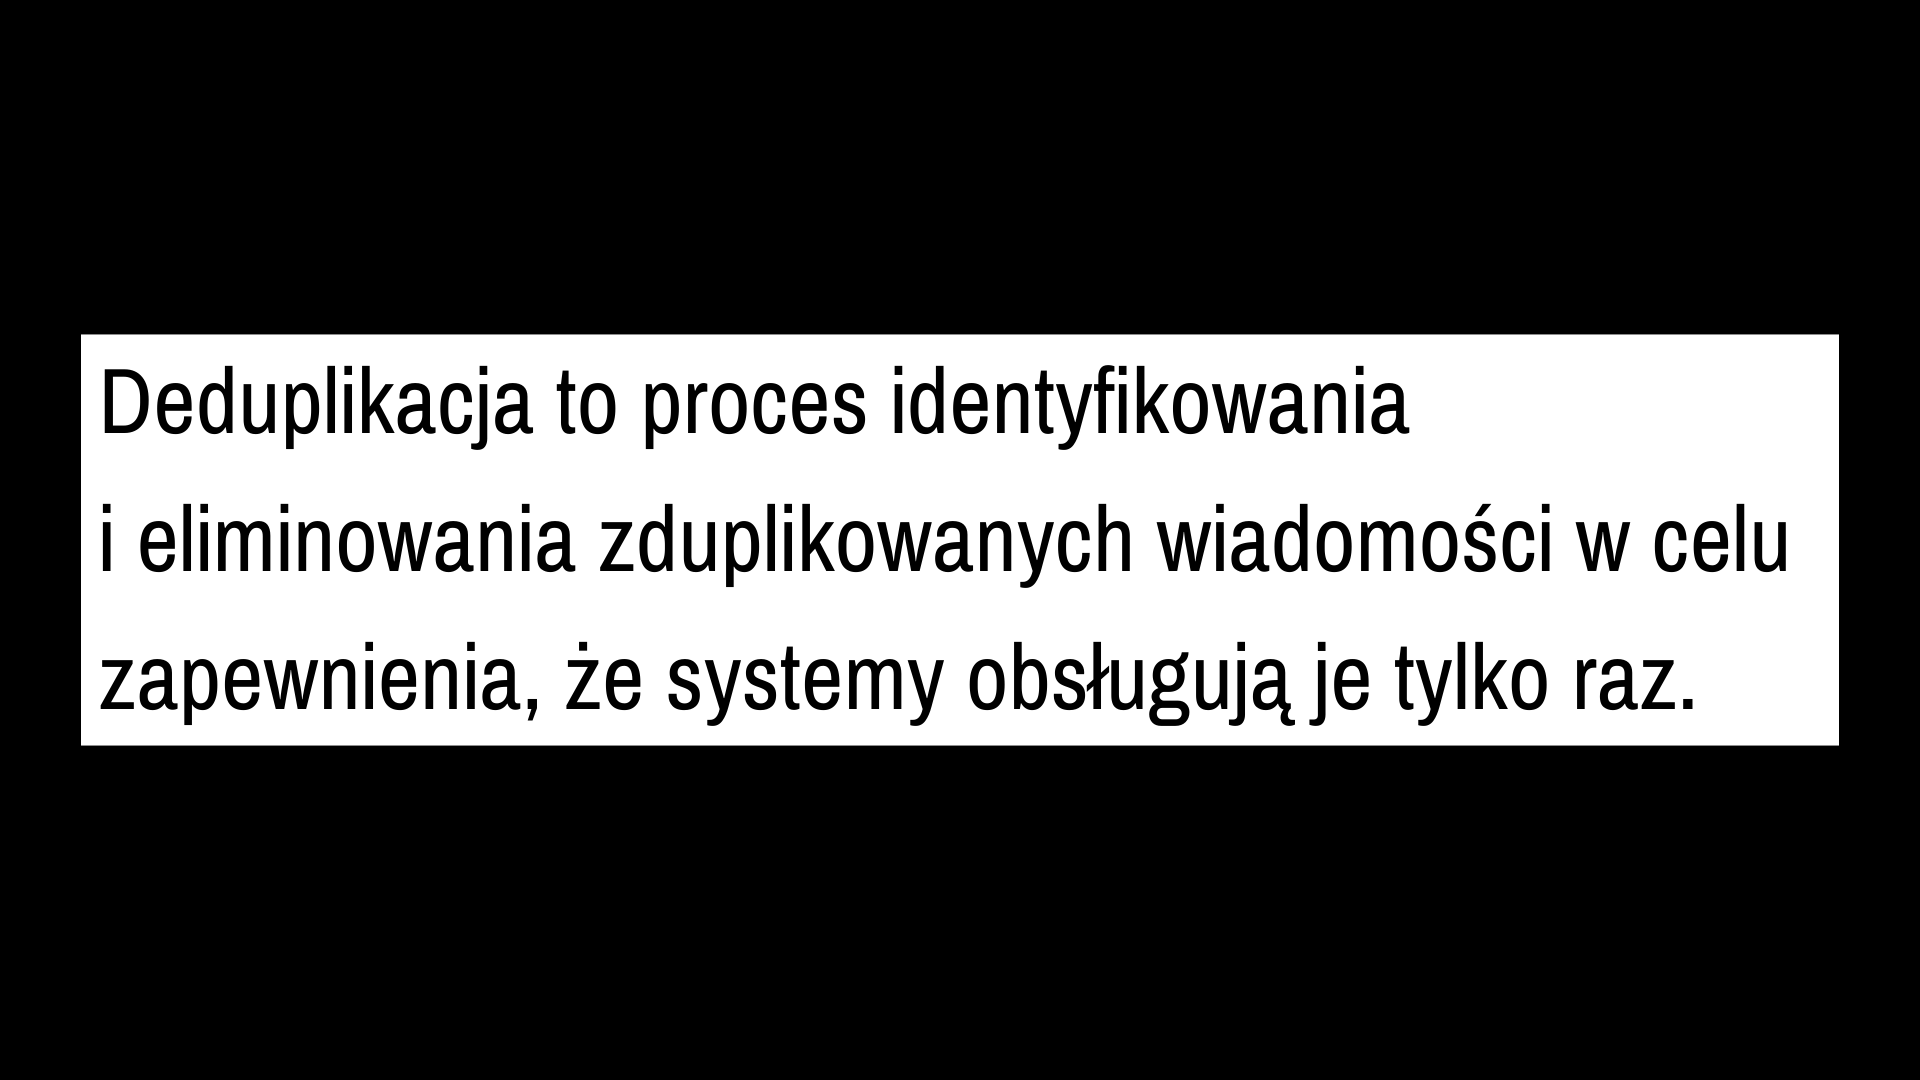 Deduplikacja to proces identyfikowania
i eliminowania zduplikowanych wiadomości w celu
zapewnienia, że systemy obsługują je tylko raz.